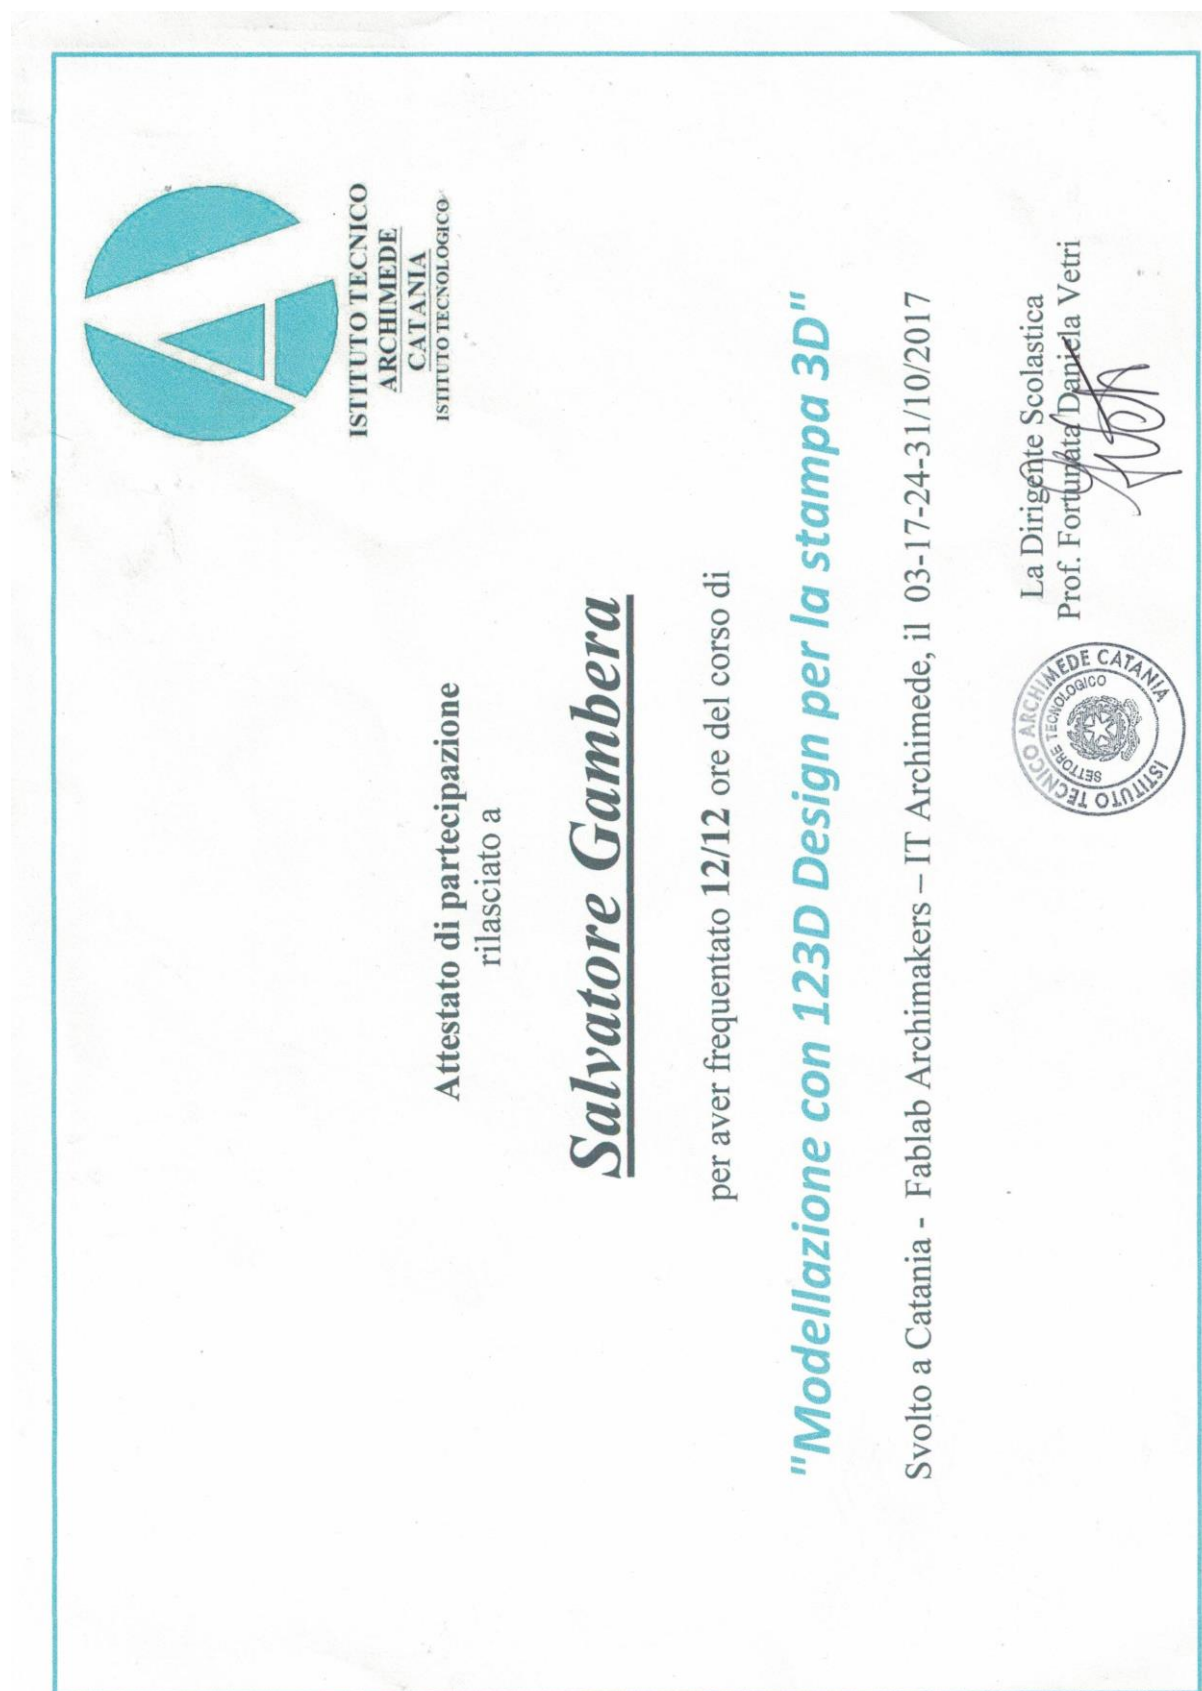 ISTITUTO TECNICO
ARCHIMEDE
CATANIA
ISTITUTO TECNOLOGICO
Attestato di partecipazione
rilasciato a
Salvatore Gambera
per aver frequentato 12/12 ore del corso di
"Modellazione con 123D Design per la stampa 3D"
Svolto a Catania - Fablab Archimakers – IT Archimede, il 03-17-24-31/10/2017
La Dirigente Scolastica
Prof. Fortunata Daniela Vetri
ISTITUTO TECNICO ARCHIMEDE CATANIA
SETTORE TECNOLOGICO